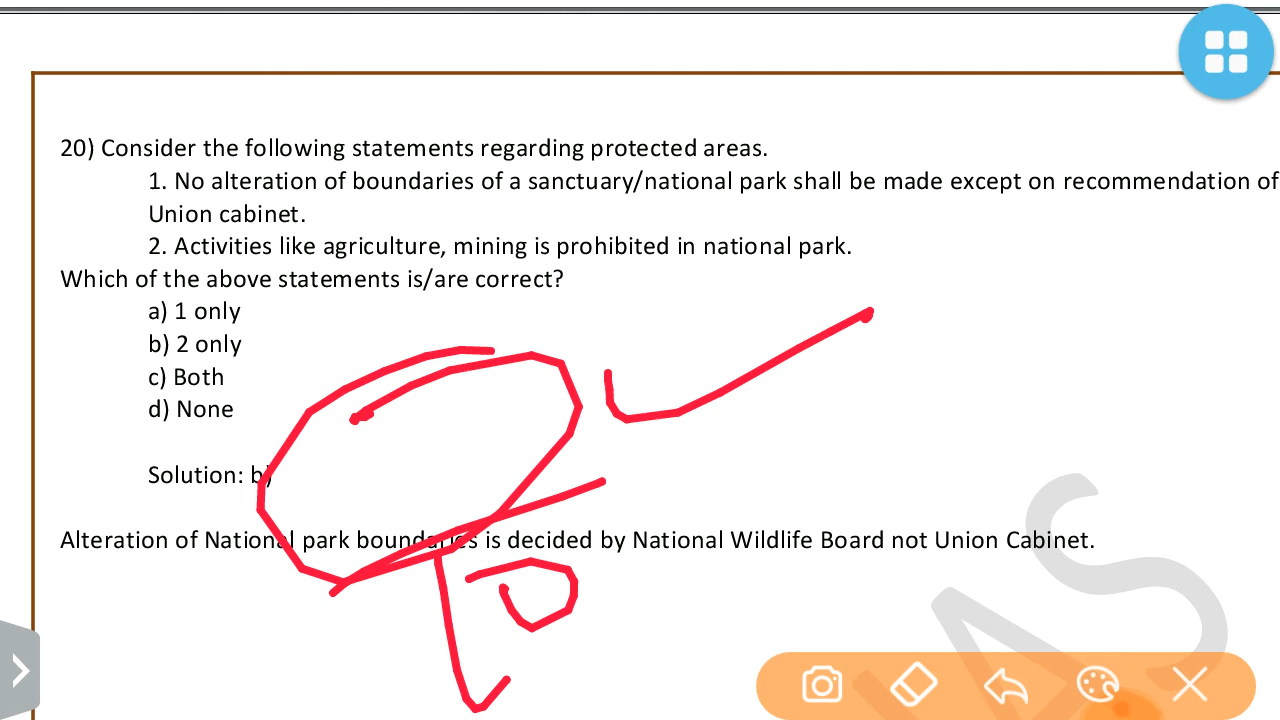 20) Consider the following statements regarding protected areas.
1. No alteration of boundaries of a sanctuary/national park shall be made except on recommendation of
Union cabinet.
2. Activities like agriculture, mining is prohibited in national park.
Which of the above statements is/are correct?
a) 1 only
b) 2 only
c) Both
d) None
Solution: b)
Alteration of National park boundaries is decided by National Wildlife Board not Union Cabinet.
AS